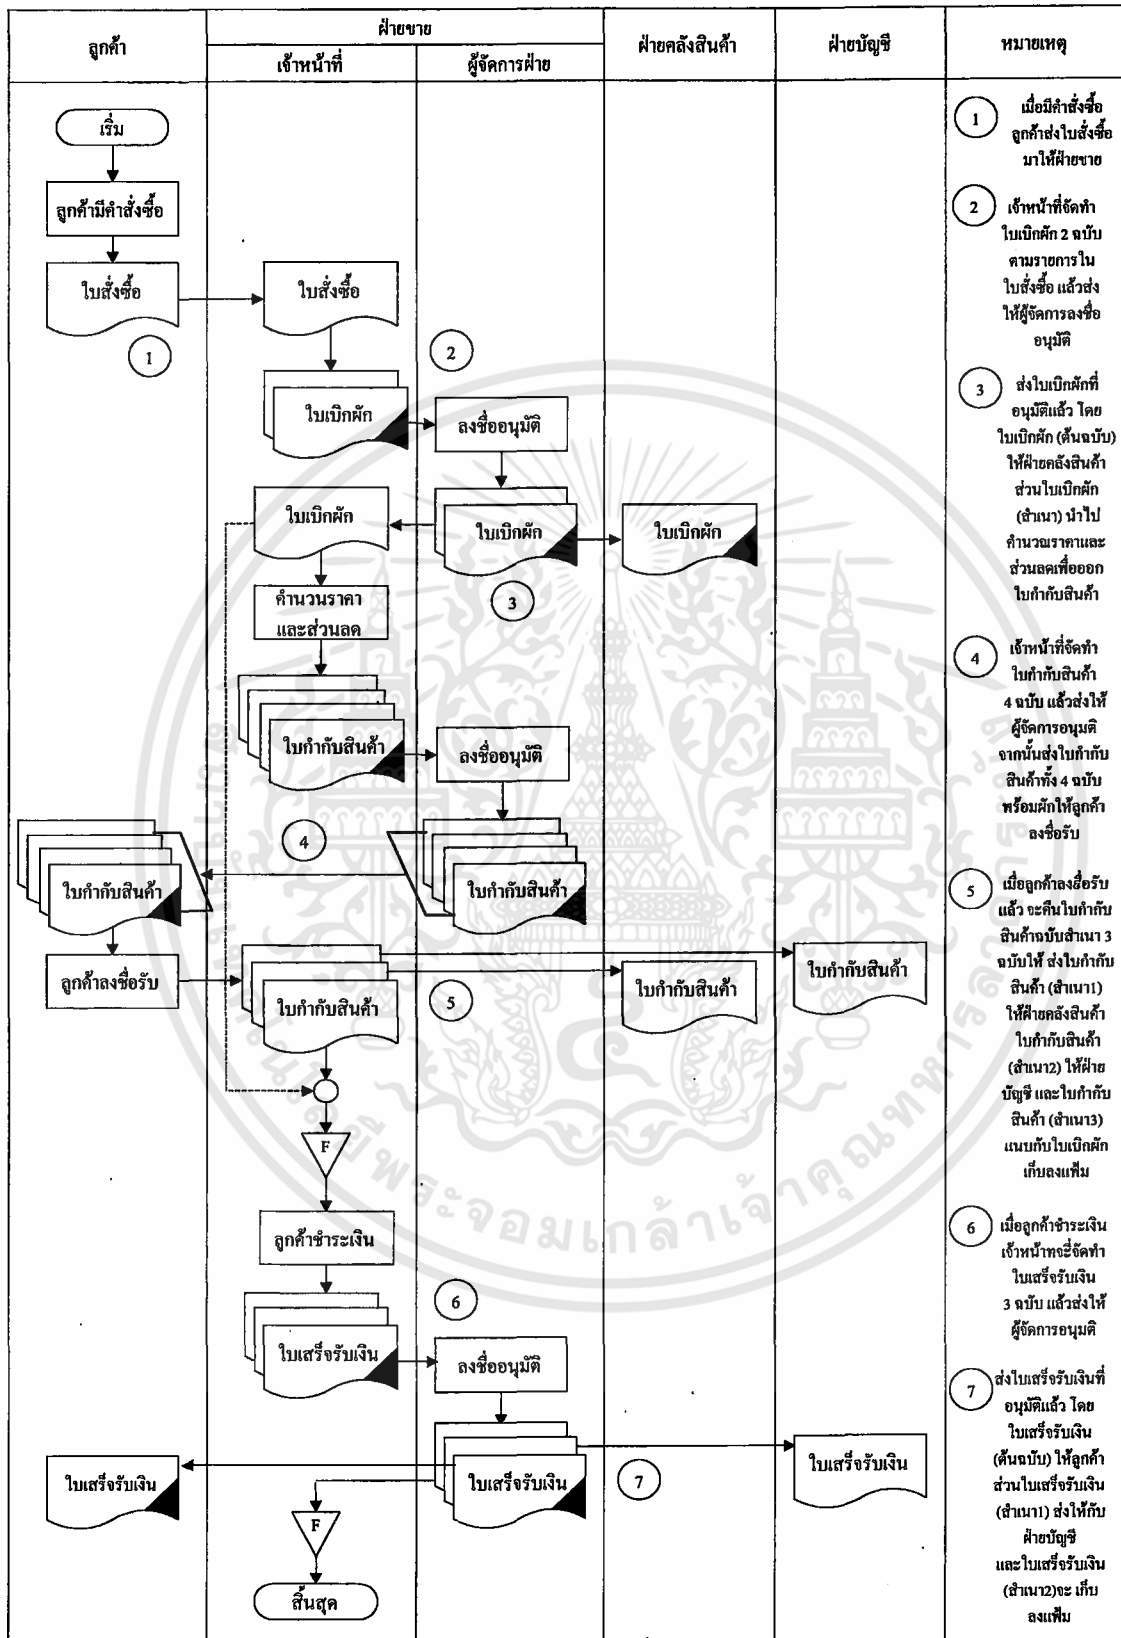 ลูกค้า
ฝ่ายขาย
เจ้าหน้าที่
ผู้จัดการฝ่าย
ฝ่ายคลังสินค้า
ฝ่ายบัญชี
หมายเหตุ
เริ่ม
ลูกค้ามีคำสั่งซื้อ
ใบสั่งซื้อ
ใบสั่งซื้อ
1
2
ใบเบิกผัก
ลงชื่ออนุมัติ
ใบเบิกผัก
ใบเบิกผัก
ใบเบิกผัก
3
คำนวนราคา
และส่วนลด
ใบกำกับสินค้า
ลงชื่ออนุมัติ
4
ใบกำกับสินค้า
ใบกำกับสินค้า
ลูกค้าลงชื่อรับ
ใบกำกับสินค้า
5
ใบกำกับสินค้า
ใบกำกับสินค้า
F
ลูกค้าชำระเงิน
6
ใบเสร็จรับเงิน
ลงชื่ออนุมัติ
ใบเสร็จรับเงิน
ใบเสร็จรับเงิน
7
ใบเสร็จรับเงิน
F
สิ้นสุด
1
เมื่อมีคำสั่งซื้อ
ลูกค้าส่งใบสั่งซื้อ
มาให้ฝ่ายขาย
2
เจ้าหน้าที่จัดทำ
ใบเบิกผัก 2 ฉบับ
ตามรายการใน
ใบสั่งซื้อ แล้วส่ง
ให้ผู้จัดการลงชื่อ
อนุมัติ
3
ส่งใบเบิกผักที่
อนุมัติแล้ว โดย
ใบเบิกผัก (ต้นฉบับ)
ให้ฝ่ายคลังสินค้า
ส่วนใบเบิกผัก
(สำเนา) นำไป
คำนวณราคาและ
ส่วนลดเพื่อออก
ใบกำกับสินค้า
4
เจ้าหน้าที่จัดทำ
ใบกำกับสินค้า
4 ฉบับ แล้วส่งให้
ผู้จัดการอนุมติ
จากนั้นส่งใบกำกับ
สินค้าทั้ง 4 ฉบับ
พร้อมผักให้ลูกค้า
ลงชื่อรับ
5
เมื่อลูกค้าลงชื่อรับ
แล้ว จะคืนใบกำกับ
สินค้าฉบับสำเนา 3
ฉบับให้ ส่งใบกำกับ
สินค้า (สำเนา1)
ให้ฝ่ายคลังสินค้า
ใบกำกับสินค้า
(สำเนา2) ให้ฝ่าย
บัญชี และใบกำกับ
สินค้า (สำเนา3)
แนบกับใบเบิกผัก
เก็บลงแฟ้ม
6
เมื่อลูกค้าชำระเงิน
เจ้าหน้าทจะี่จัดทำ
ใบเสร็จรับเงิน
3 ฉบับ แล้วส่งให้
ผู้จัดการอนุมติ
7
ส่งใบเสร็จรับเงินที่
อนุมัติแล้ว โดย
ใบเสร็จรับเงิน
(ต้นฉบับ) ให้ลูกค้า
ส่วนใบเสร็จรับเงิน
(สำเนา1) ส่งให้กับ
ฝ่ายบัญชี
และใบเสร็จรับเงิน
(สำเนา2)จะ เก็บ
ลงแฟ้ม